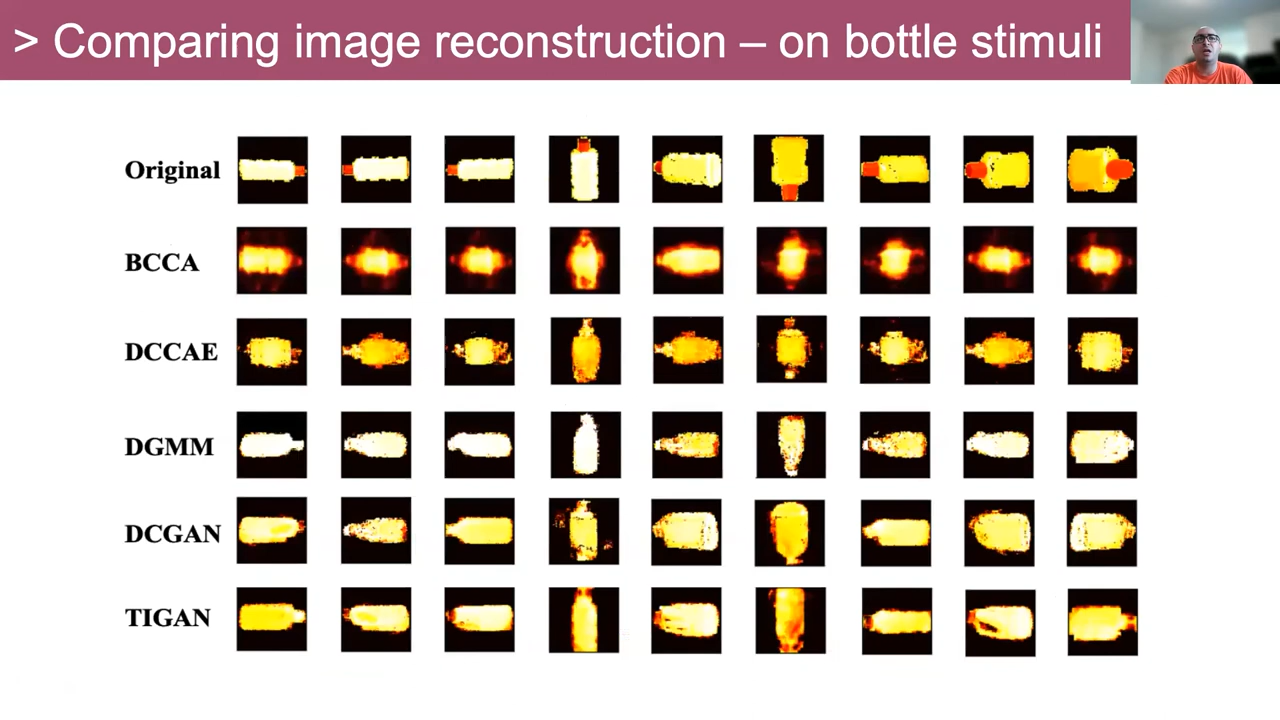 > Comparing image reconstruction – on bottle stimuli
Original
BCCA
DCCAE
DGMM
DCGAN
TIGAN